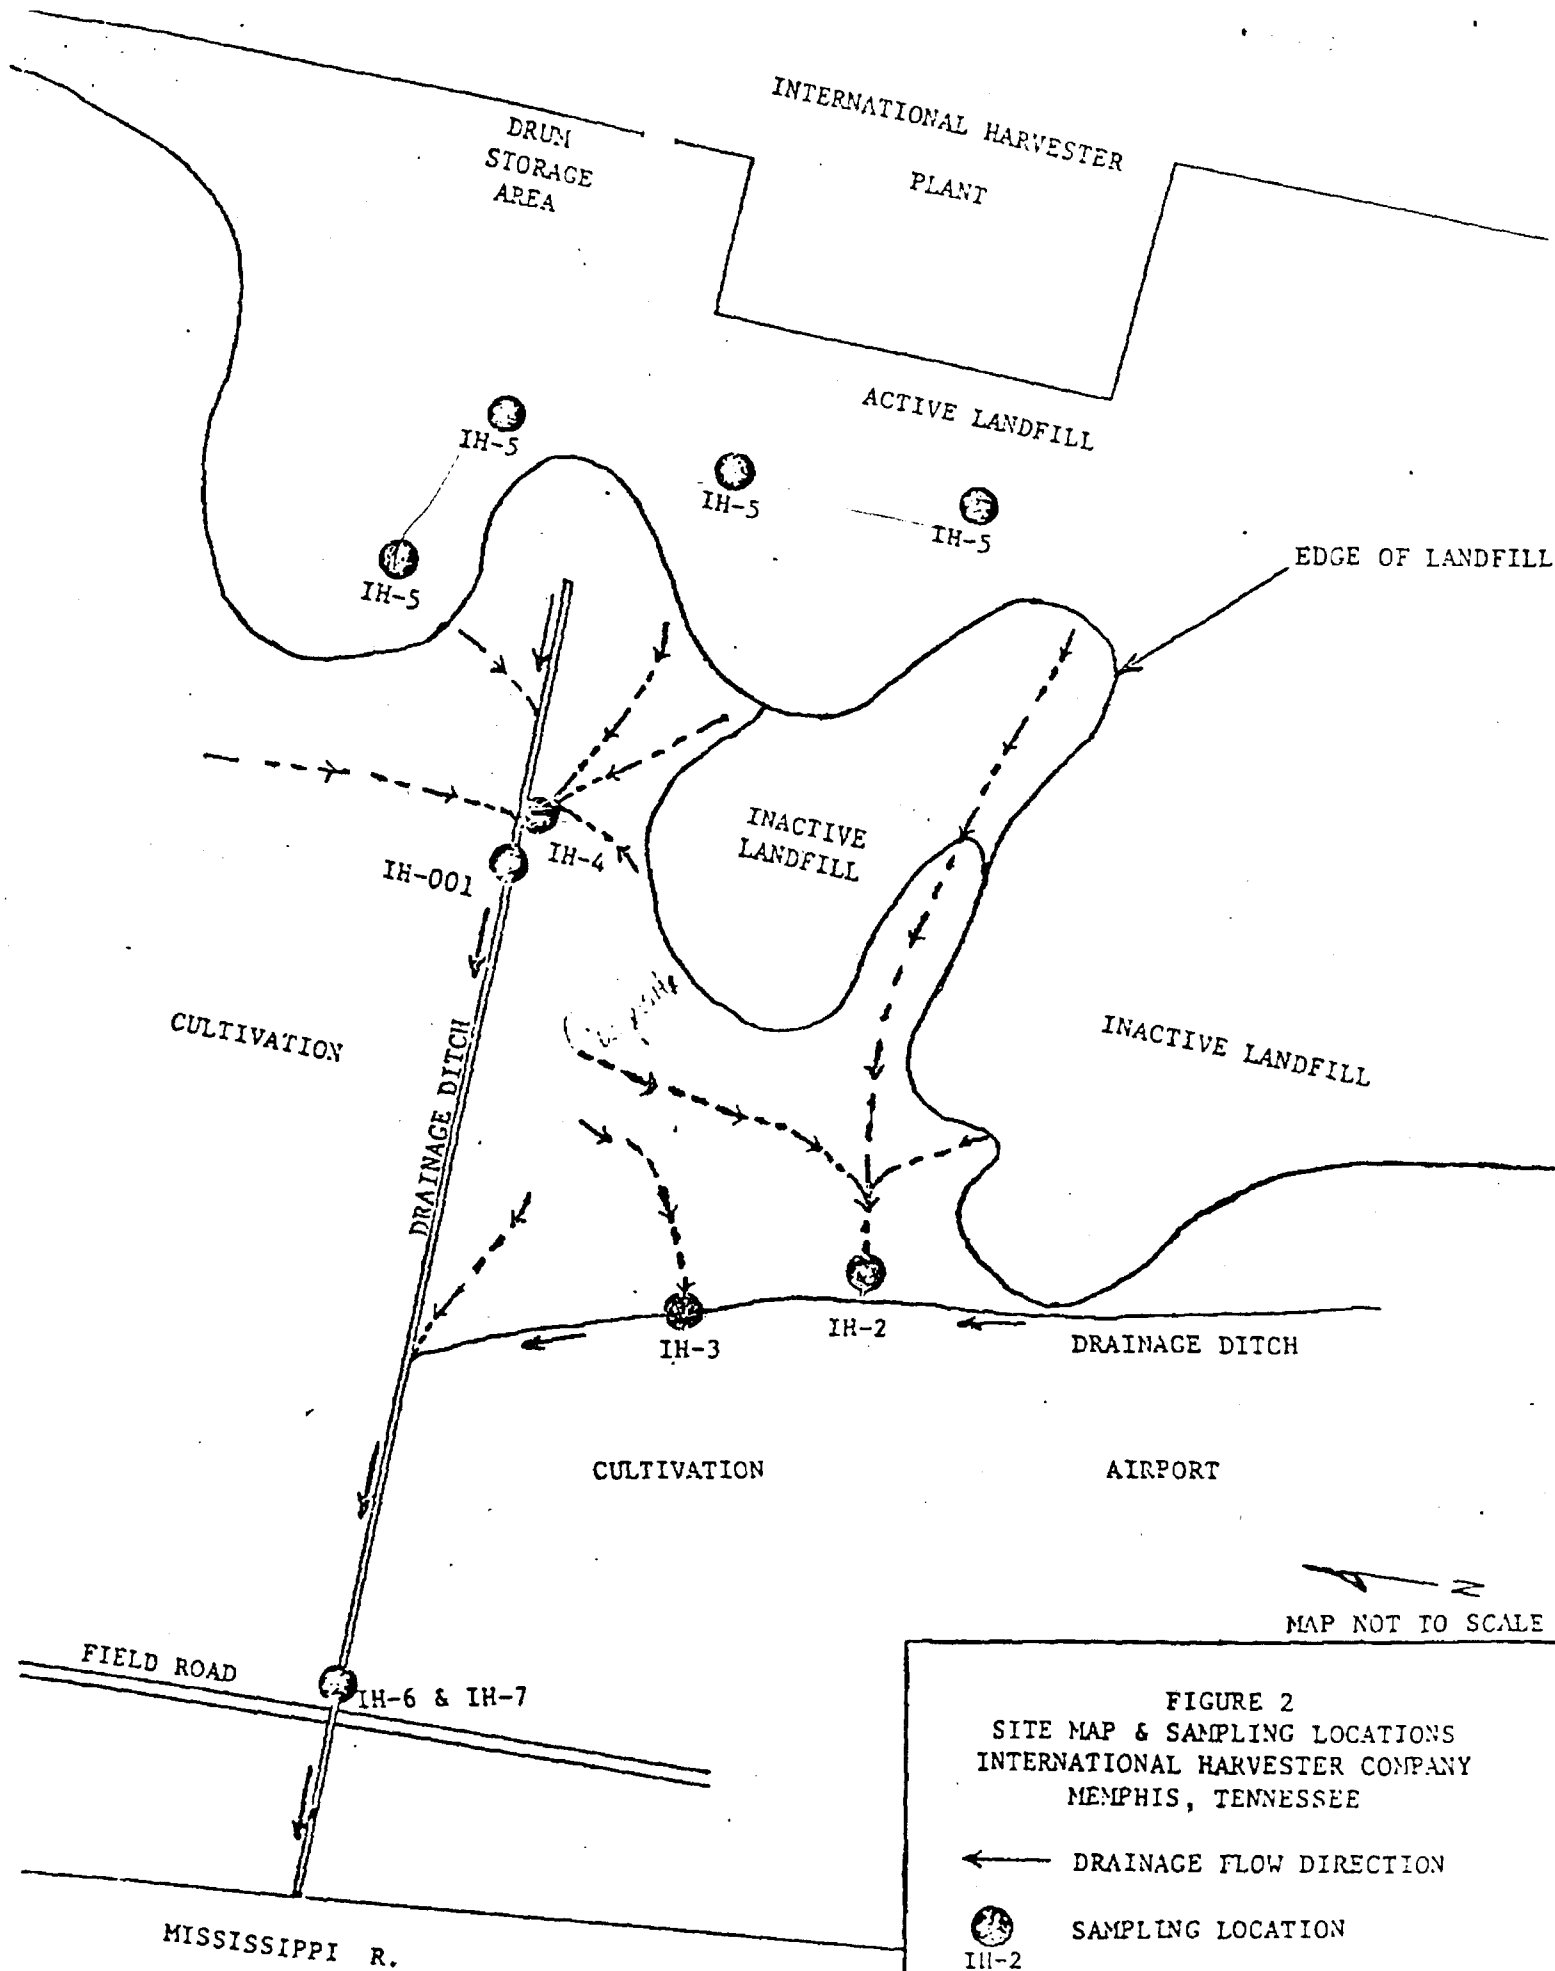 INTERNATIONAL HARVESTER
PLANT
DRUM
STORAGE
AREA
ACTIVE LANDFILL
IH-5
IH-5
IH-5
IH-5
EDGE OF LANDFILL
INACTIVE
LANDFILL
IH-4
IH-001
CULTIVATION
DRAINAGE DITCH
INACTIVE LANDFILL
IH-2
IH-3
DRAINAGE DITCH
CULTIVATION
AIRPORT
N
MAP NOT TO SCALE
FIELD ROAD
IH-6 & IH-7
FIGURE 2
SITE MAP & SAMPLING LOCATIONS
INTERNATIONAL HARVESTER COMPANY
MEMPHIS, TENNESSEE
DRAINAGE FLOW DIRECTION
SAMPLING LOCATION
IH-2
MISSISSIPPI R.